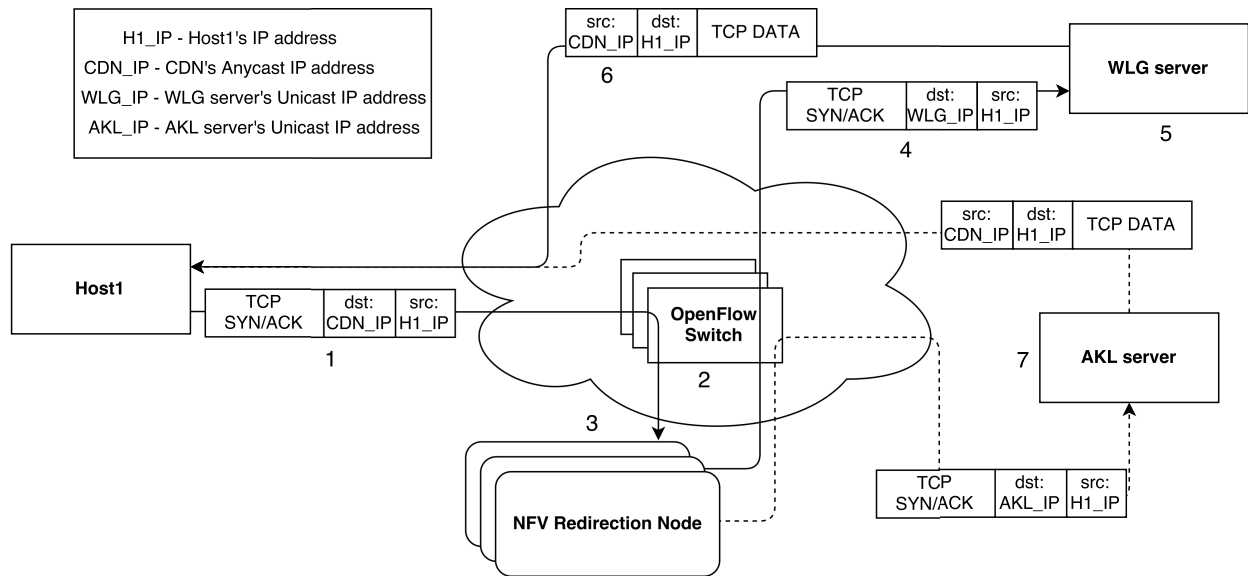 H1_IP - Host1's IP address
CDN_IP - CDN's Anycast IP address
WLG_IP - WLG server's Unicast IP address
AKL_IP - AKL server's Unicast IP address
src:
CDN_IP
dst:
H1_IP
TCP DATA
6
WLG server
5
TCP
SYN/ACK
dst:
WLG_IP
src:
H1_IP
4
src:
CDN_IP
dst:
H1_IP
TCP DATA
Host1
TCP
SYN/ACK
dst:
CDN_IP
src:
H1_IP
1
OpenFlow
Switch
2
AKL server
7
3
NFV Redirection Node
TCP
SYN/ACK
dst:
AKL_IP
src:
H1_IP